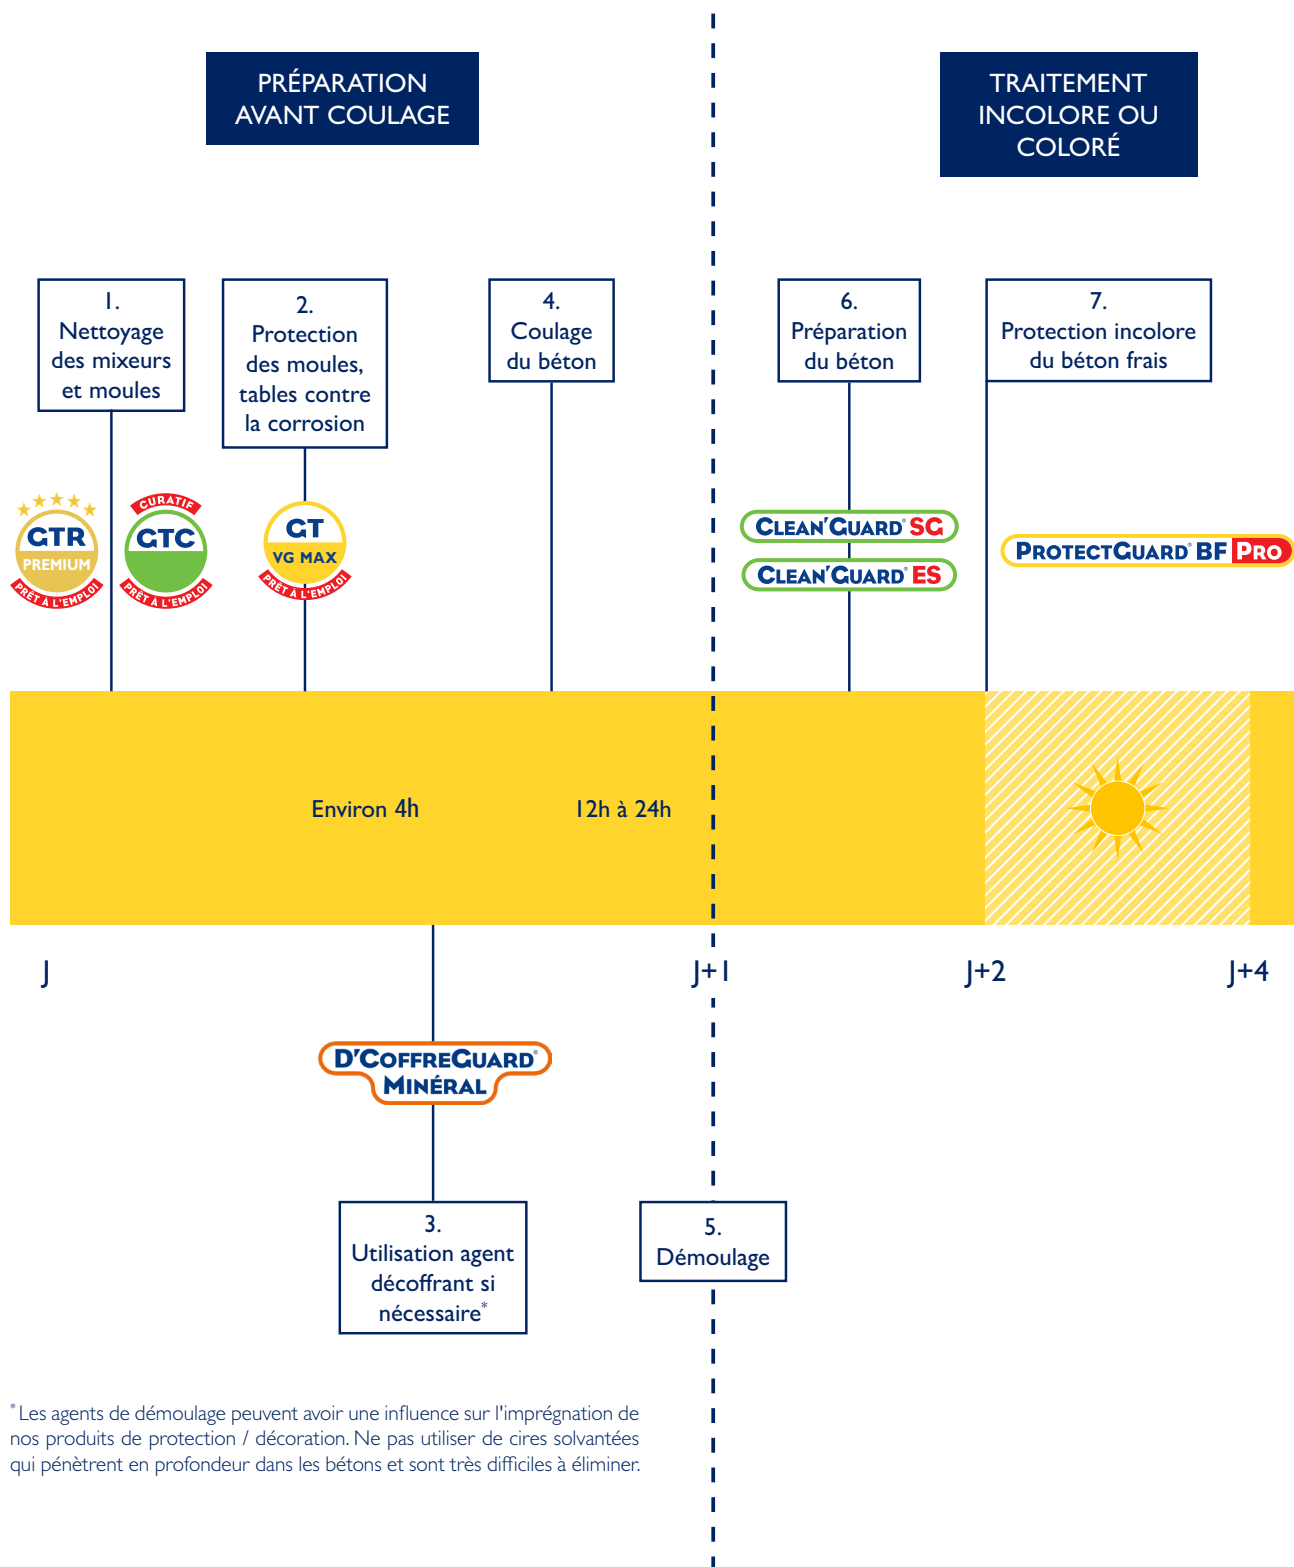 PRÉPARATION
AVANT COULAGE
TRAITEMENT
INCOLORE OU
COLORÉ
1.
Nettoyage
des mixeurs
et moules
2.
Protection
des moules,
tables contre
la corrosion
4.
Coulage
du béton
6.
Préparation
du béton
7.
Protection incolore
du béton frais
GTR
PREMIUM
PRÊT À L'EMPLOI
CURATIF
GTC
PRÊT À L'EMPLOI
GT
VG MAX
PRÊT À L'EMPLOI
CLEAN'GUARD® SG
CLEAN'GUARD® ES
PROTECTGUARD® BF PRO
Environ 4h
12h à 24h
J
J+1
J+2
J+4
D'COFFREGUARD®
MINÉRAL
3.
Utilisation agent
décoffrant si
nécessaire*
5.
Démoulage
* Les agents de démoulage peuvent avoir une influence sur l'imprégnation de
nos produits de protection / décoration. Ne pas utiliser de cires solvantées
qui pénètrent en profondeur dans les bétons et sont très difficiles à éliminer.